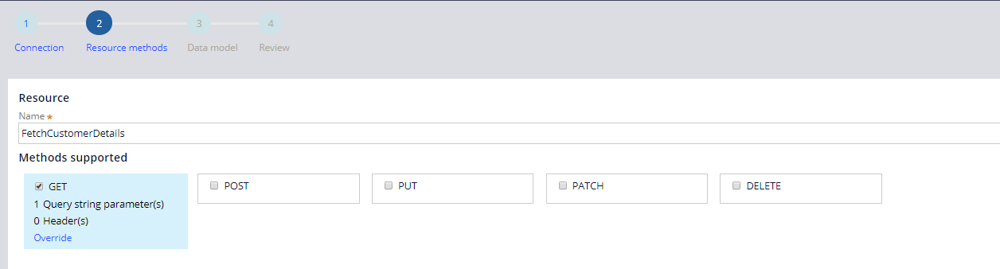 1 2 3 4
Connection Resource methods Data model Review
Resource
Name ★
FetchCustomerDetails
Methods supported
GET POST PUT PATCH DELETE
1 Query string parameter(s)
0 Header(s)
Override